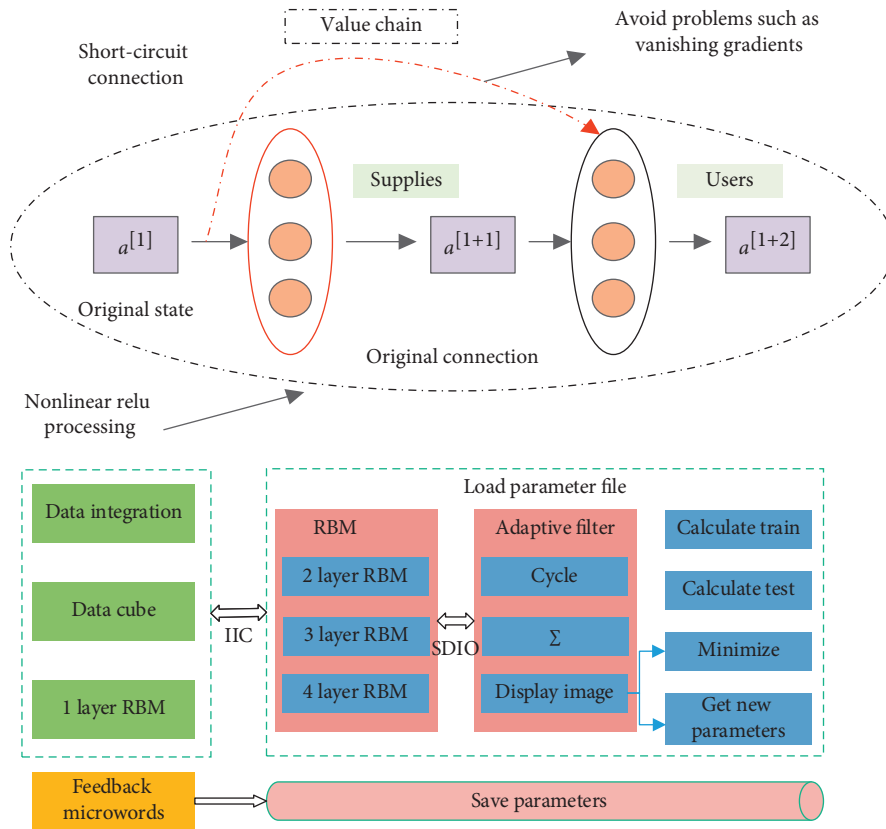 Value chain
Avoid problems such as
vanishing gradients
Short-circuit
connection
Supplies
Users
a[1]
a[1+1]
a[1+2]
Original state
Original connection
Nonlinear relu
processing
Load parameter file
Data integration
Data cube
1 layer RBM
IIC
RBM
2 layer RBM
3 layer RBM
4 layer RBM
SDIO
Adaptive filter
Cycle
Σ
Display image
Calculate train
Calculate test
Minimize
Get new
parameters
Feedback
microwords
Save parameters